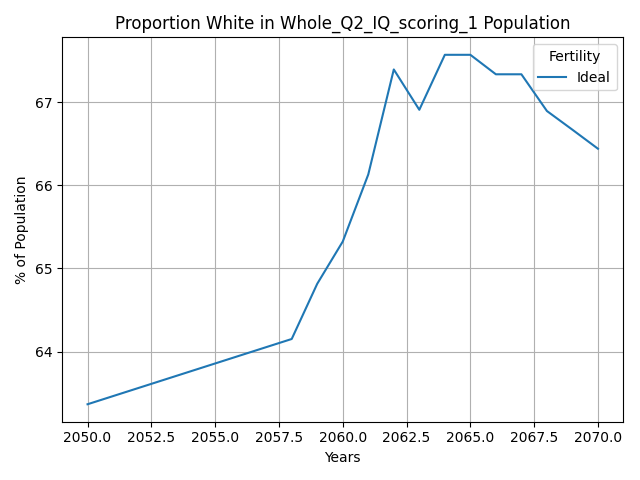 Proportion White in Whole_Q2_IQ_scoring_1 Population
Fertility
Ideal
67
66
65
64
% of Population
2050.0 2052.5 2055.0 2057.5 2060.0 2062.5 2065.0 2067.5 2070.0
Years